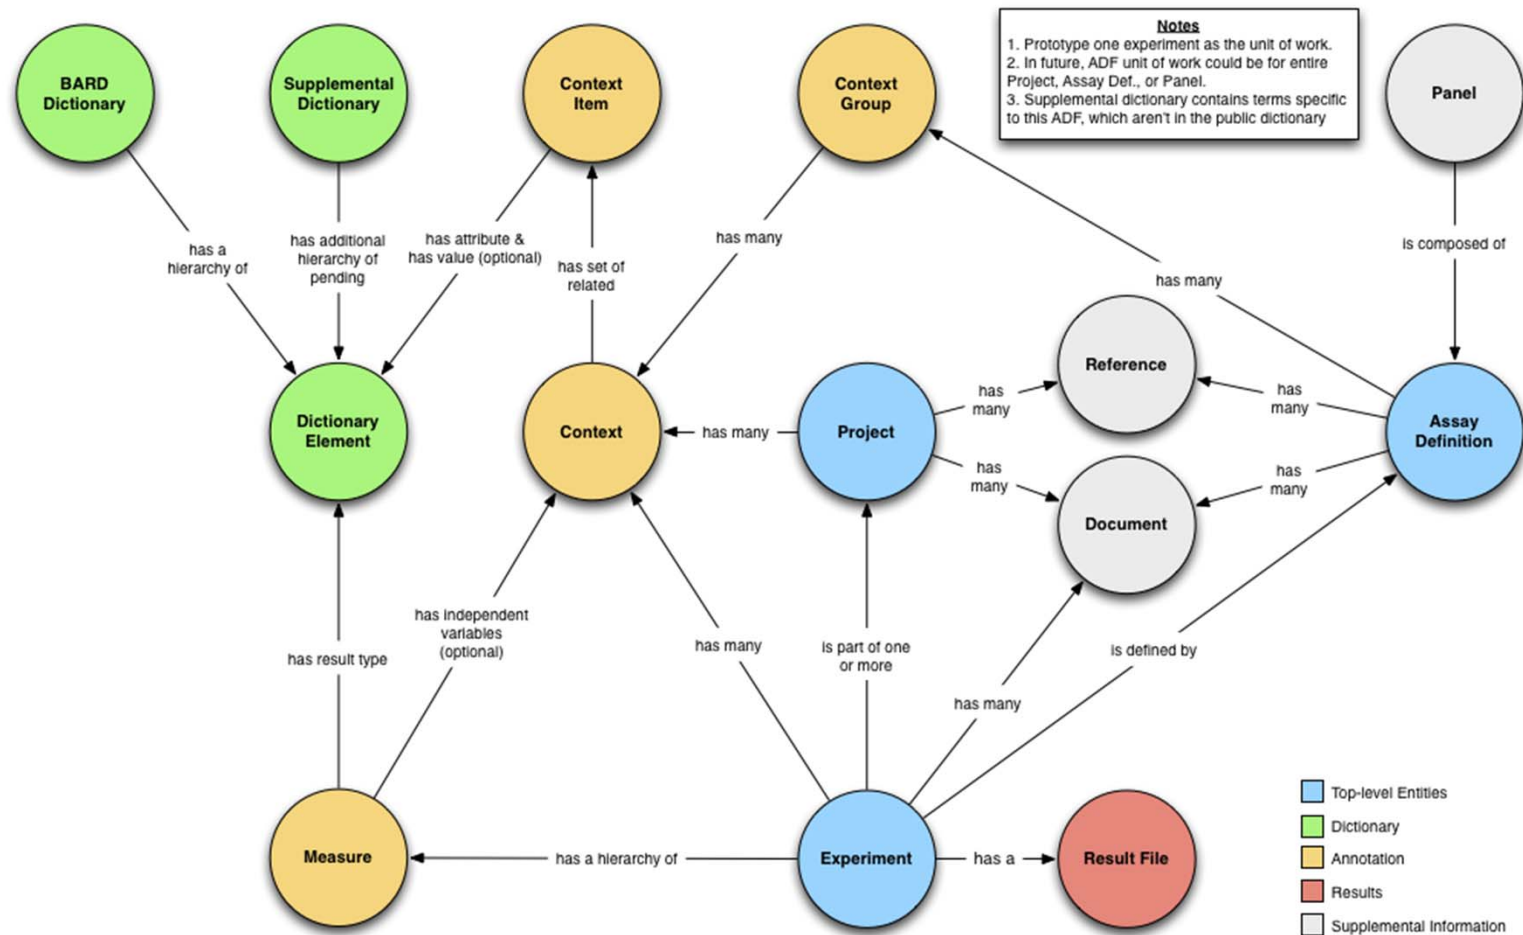 BARD
Dictionary
Supplemental
Dictionary
Context
Item
Context
Group
Notes
1. Prototype one experiment as the unit of work.
2. In future, ADF unit of work could be for entire
Project, Assay Def., or Panel.
3. Supplemental dictionary contains terms specific
to this ADF, which aren't in the public dictionary
Panel
has a
hierarchy of
has additional
hierarchy of
pending
has attribute &
has value (optional)
has set of
related
has many
has many
is composed of
Dictionary
Element
Context
has many
Project
has
many
has
many
Reference
Document
has
many
has
many
Assay
Definition
has result type
has independent
variables
(optional)
has many
is part of one
or more
has many
is defined by
Measure
has a hierarchy of
Experiment
has a
Result File
Top-level Entities
Dictionary
Annotation
Results
Supplemental Information